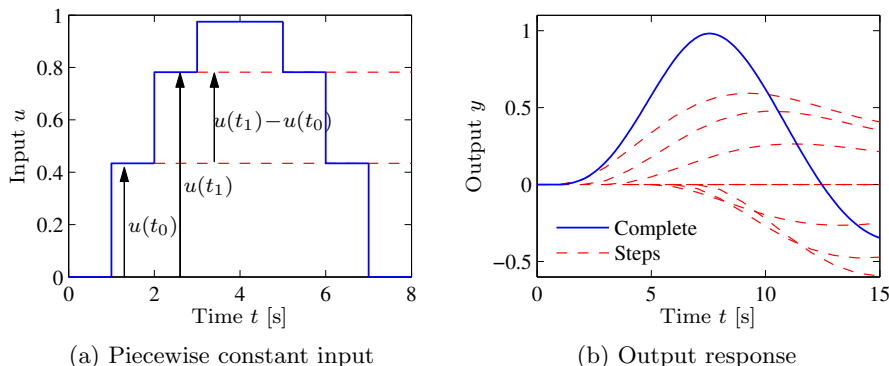 1
0.8
0.6
0.4
0.2
0
0 2 4 6 8
Input u
Time t [s]
u(t₁)−u(t₀)
u(t₁)
u(t₀)
(a) Piecewise constant input
1
0.5
0
−0.5
0 5 10 15
Output y
Time t [s]
Complete
Steps
(b) Output response